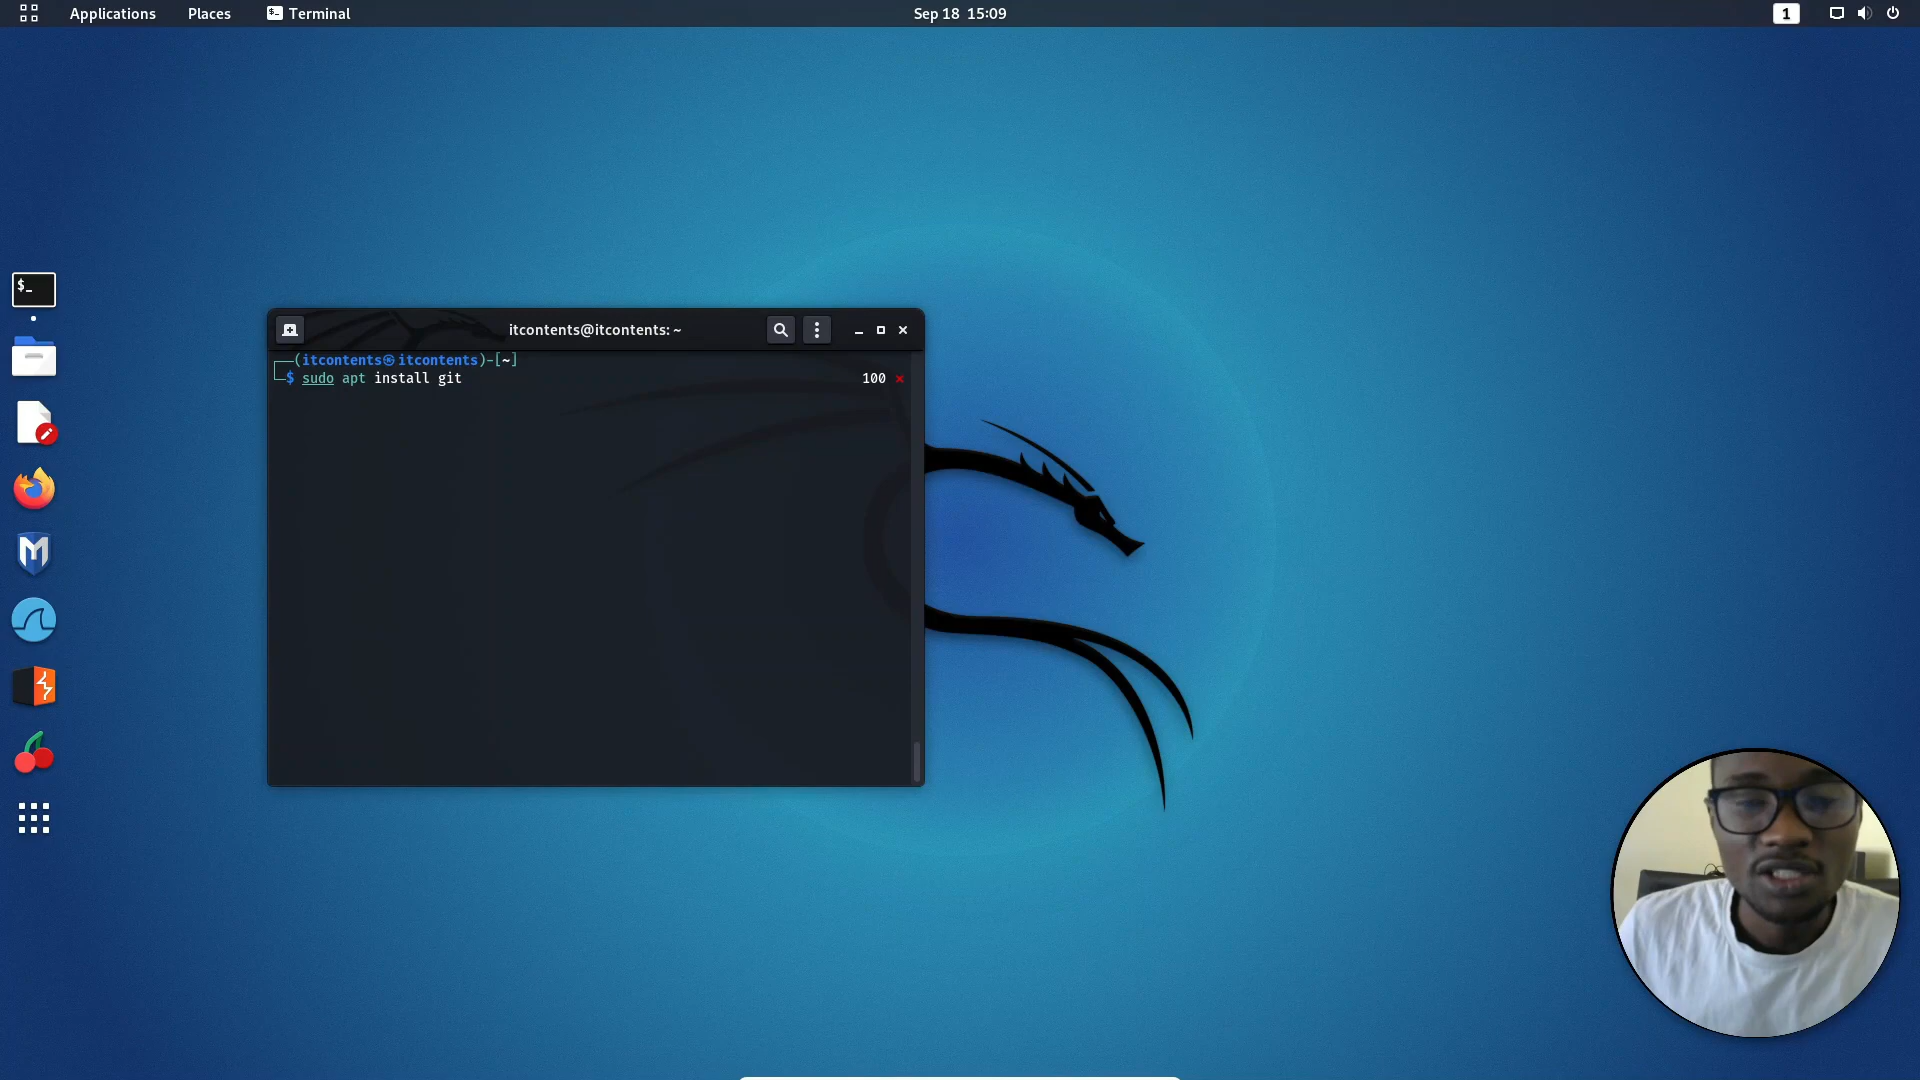 Applications Places Terminal Sep 18 15:09 1
$_
itcontents@itcontents: ~
(itcontents㉿itcontents)-[~]
$ sudo apt install git 100 ✗